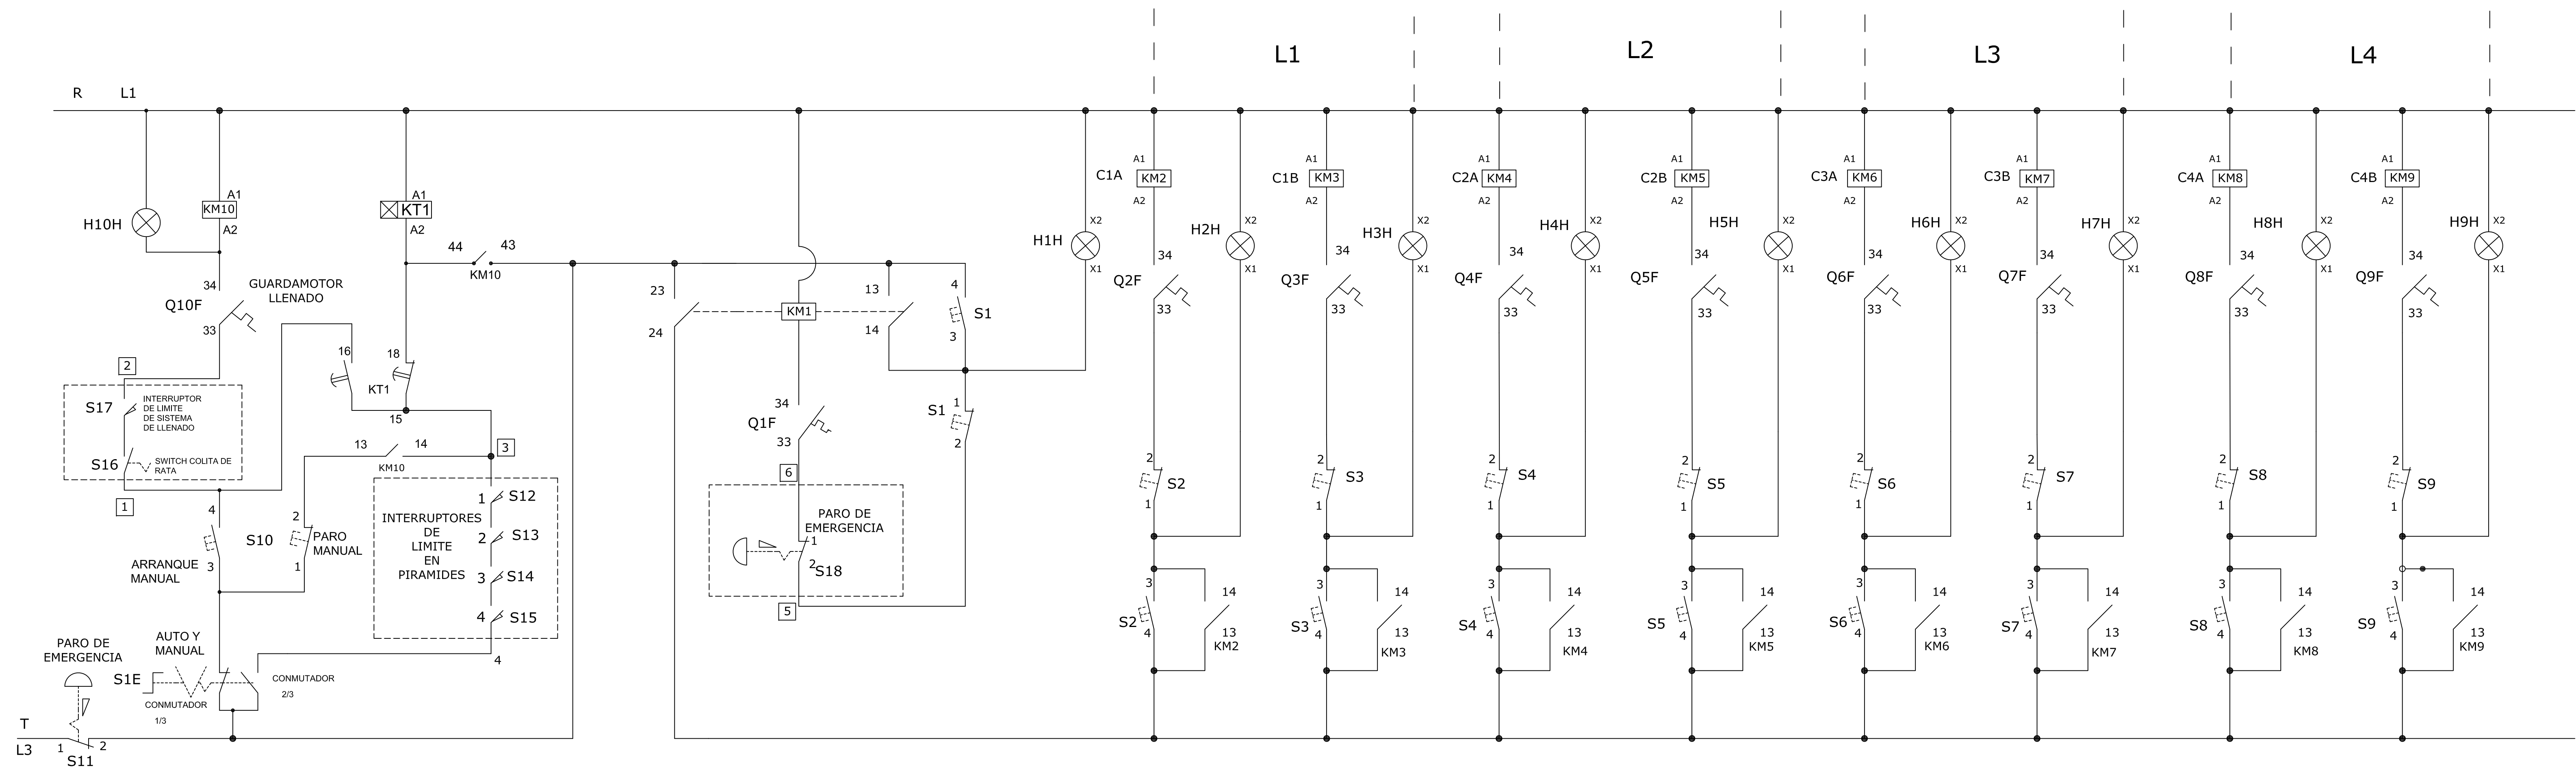 L1
L2
L3
L4
R L1
H10H
KM10
A1
A2
KT1
A1
A2
44
43
KM10
34
Q10F
33
GUARDAMOTOR
LLENADO
2
S17
INTERRUPTOR
DE LIMITE
DE SISTEMA
DE LLENADO
S16
SWITCH COLITA DE
RATA
1
16
18
KT1
15
13
14
KM10
3
4
S10
3
ARRANQUE
MANUAL
2
PARO
MANUAL
1
INTERRUPTORES
DE
LIMITE
EN
PIRAMIDES
1 S12
2 S13
3 S14
4 S15
4
PARO DE
EMERGENCIA
AUTO Y
MANUAL
S1E
CONMUTADOR
1/3
CONMUTADOR
2/3
T
L3
1
2
S11
23
24
KM1
13
14
4
S1
3
34
Q1F
33
S1
1
2
6
PARO DE
EMERGENCIA
1
2
S18
5
H1H
X2
X1
C1A
A1
KM2
A2
34
Q2F
33
H2H
X2
X1
2
S2
1
3
S2
4
14
13
KM2
C1B
A1
KM3
A2
34
Q3F
33
H3H
X2
X1
2
S3
1
3
S3
4
14
13
KM3
C2A
A1
KM4
A2
34
Q4F
33
H4H
X2
X1
2
S4
1
3
S4
4
14
13
KM4
C2B
A1
KM5
A2
34
Q5F
33
H5H
X2
X1
2
S5
1
3
S5
4
14
13
KM5
C3A
A1
KM6
A2
34
Q6F
33
H6H
X2
X1
2
S6
1
3
S6
4
14
13
KM6
C3B
A1
KM7
A2
34
Q7F
33
H7H
X2
X1
2
S7
1
3
S7
4
14
13
KM7
C4A
A1
KM8
A2
34
Q8F
33
H8H
X2
X1
2
S8
1
3
S8
4
14
13
KM8
C4B
A1
KM9
A2
34
Q9F
33
H9H
X2
X1
2
S9
1
3
S9
4
14
13
KM9